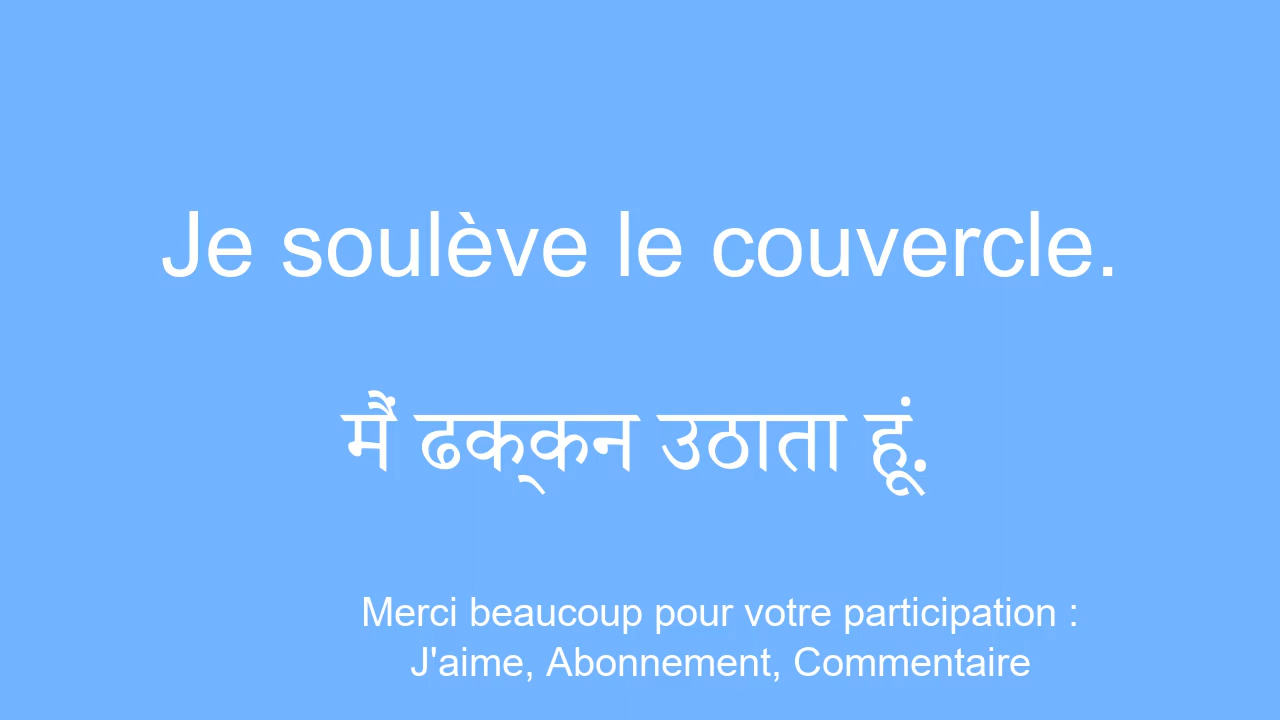 Je soulève le couvercle.
मैं ढक्‌कन उठाता हूं.
Merci beaucoup pour votre participation :
J'aime, Abonnement, Commentaire